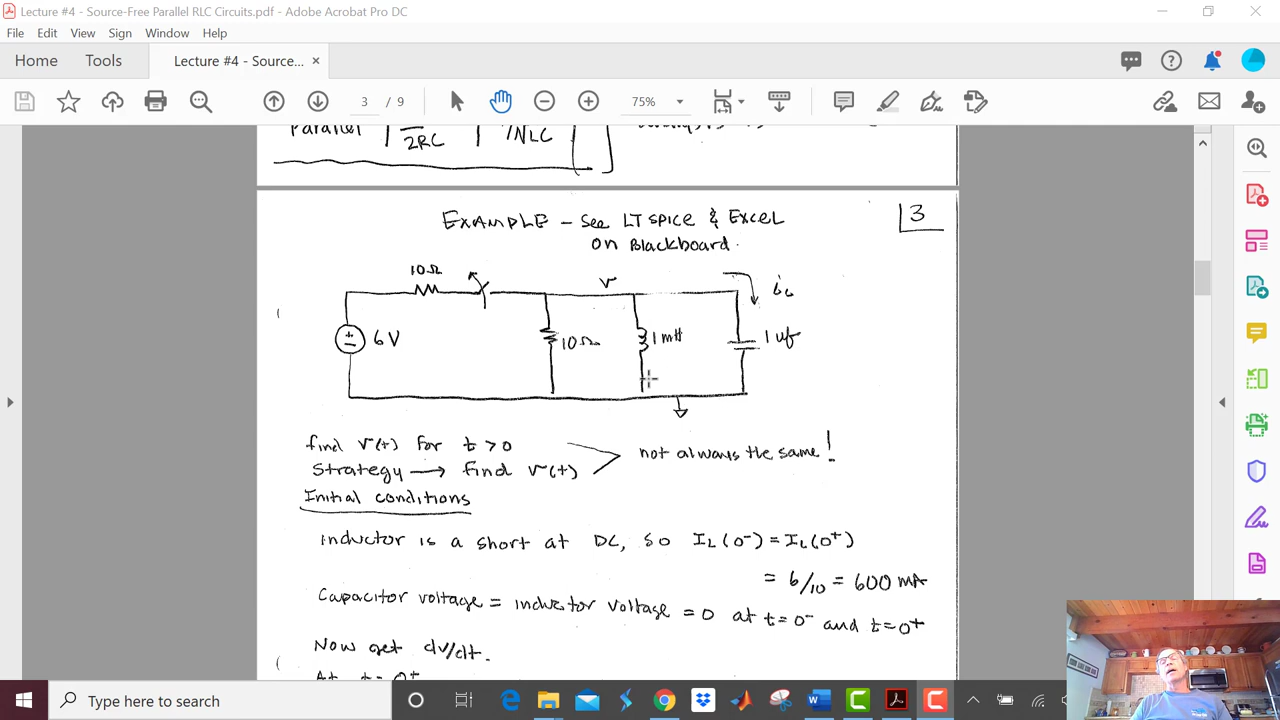 Lecture #4 - Source-Free Parallel RLC Circuits.pdf - Adobe Acrobat Pro DC
File Edit View Sign Window Help
Home Tools Lecture #4 - Source... ×
3 / 9 75%
Parallel 2RC √LC
EXAMPLE - See LTSPICE & EXCEL
on Blackboard.
3
10Ω v ic
6V 10Ω 1mH 1uf
find v(t) for t > 0
not always the same!
Strategy → find v(t)
Initial conditions
Inductor is a short at DC, so IL(0-) = IL(0+)
= 6/10 = 600 mA
Capacitor voltage = inductor voltage = 0 at t=0- and t=0+
Now get dv/dt.
At t=0+
Type here to search